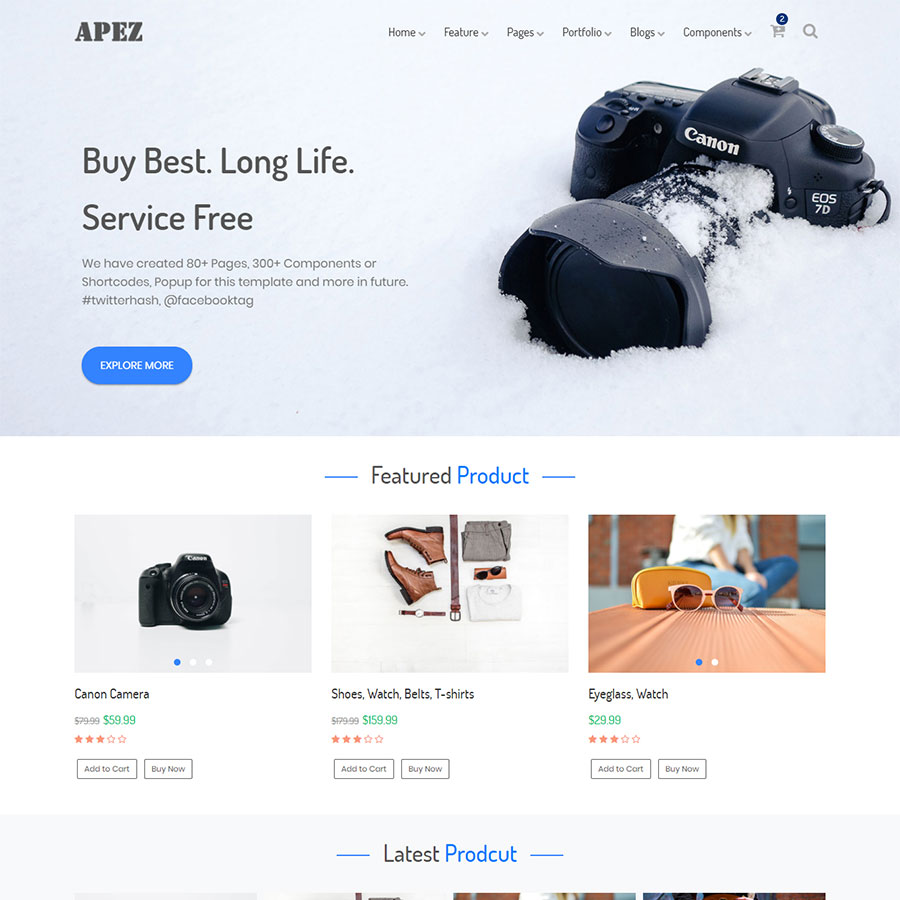 APEZ
Home Feature Pages Portfolio Blogs Components 2
Canon
EOS
7D
Buy Best. Long Life.
Service Free
We have created 80+ Pages, 300+ Components or
Shortcodes, Popup for this template and more in future.
#twitterhash, @facebooktag
EXPLORE MORE
Featured Product
Canon
Canon Camera
$79.99 $59.99
Add to Cart Buy Now
Shoes, Watch, Belts, T-shirts
$179.99 $159.99
Add to Cart Buy Now
Eyeglass, Watch
$29.99
Add to Cart Buy Now
Latest Prodcut